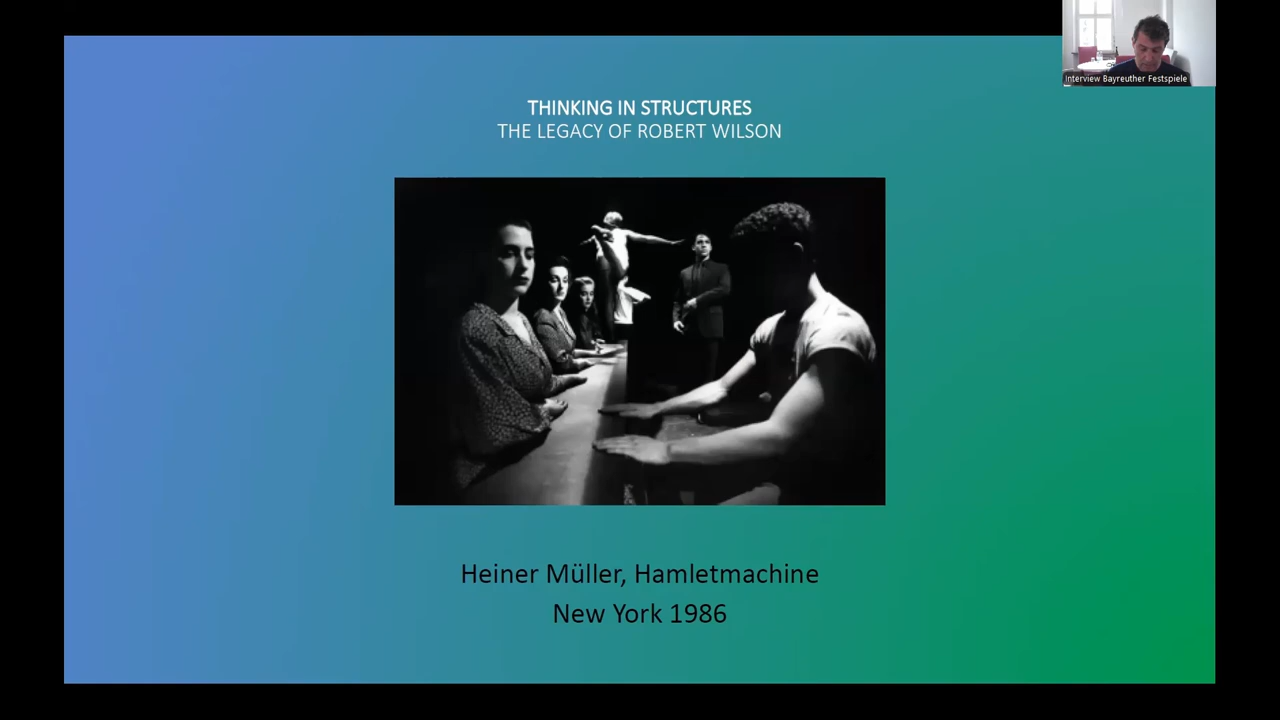 Interview Bayreuther Festspiele
THINKING IN STRUCTURES
THE LEGACY OF ROBERT WILSON
Heiner Müller, Hamletmachine
New York 1986